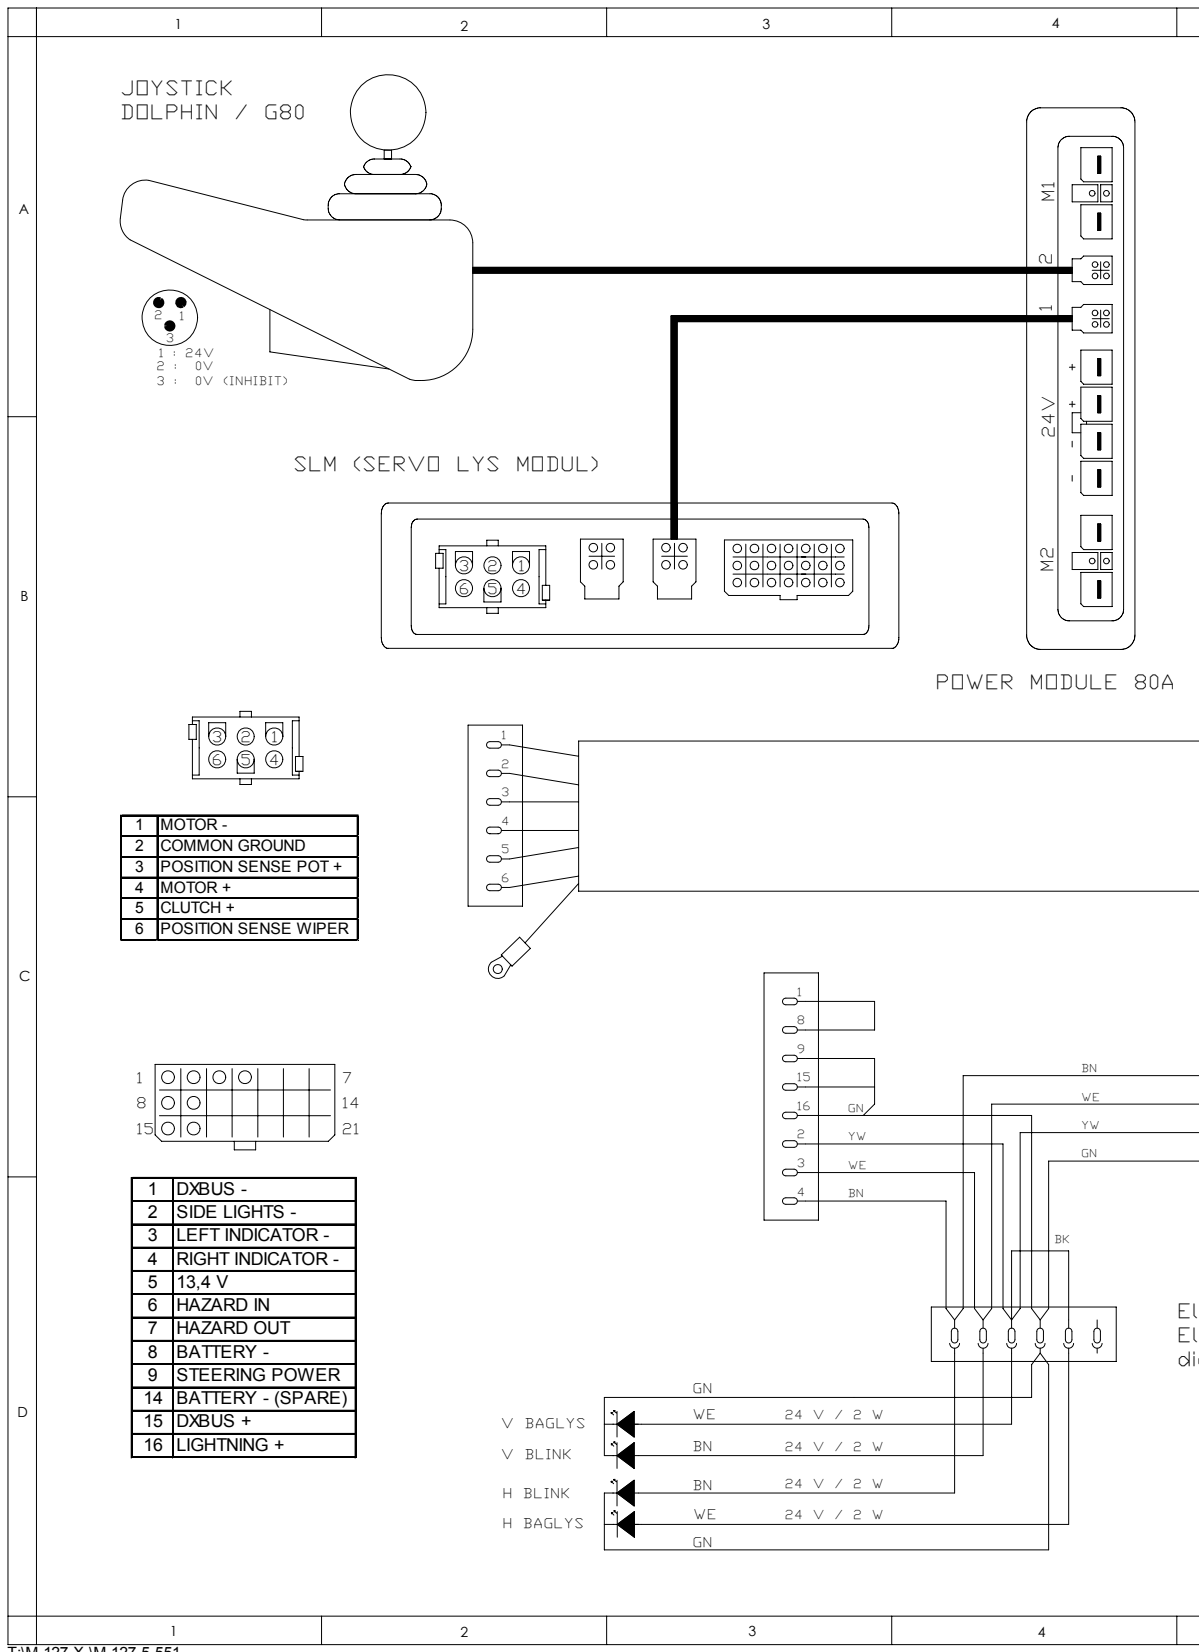 1 2 3 4
JOYSTICK
DOLPHIN / G80
A
M1
2
1
2 1
3
1 : 24V
2 : 0V
3 : 0V (INHIBIT)
+
+
24V
-
-
SLM (SERVO LYS MODUL)
3 2 1
6 5 4
M2
B
POWER MODULE 80A
3 2 1
6 5 4
1
2
3
4
5
6
1 MOTOR -
2 COMMON GROUND
3 POSITION SENSE POT +
4 MOTOR +
5 CLUTCH +
6 POSITION SENSE WIPER
C
1
8
9
15
16 GN
2 YW
3 WE
4 BN
BN
WE
YW
GN
BK
1 7
8 14
15 21
1 DXBUS -
2 SIDE LIGHTS -
3 LEFT INDICATOR -
4 RIGHT INDICATOR -
5 13,4 V
6 HAZARD IN
7 HAZARD OUT
8 BATTERY -
9 STEERING POWER
14 BATTERY - (SPARE)
15 DXBUS +
16 LIGHTNING +
El
El
D
GN
V BAGLYS WE 24 V / 2 W
V BLINK BN 24 V / 2 W
H BLINK BN 24 V / 2 W
H BAGLYS WE 24 V / 2 W
GN
1 2 3 4